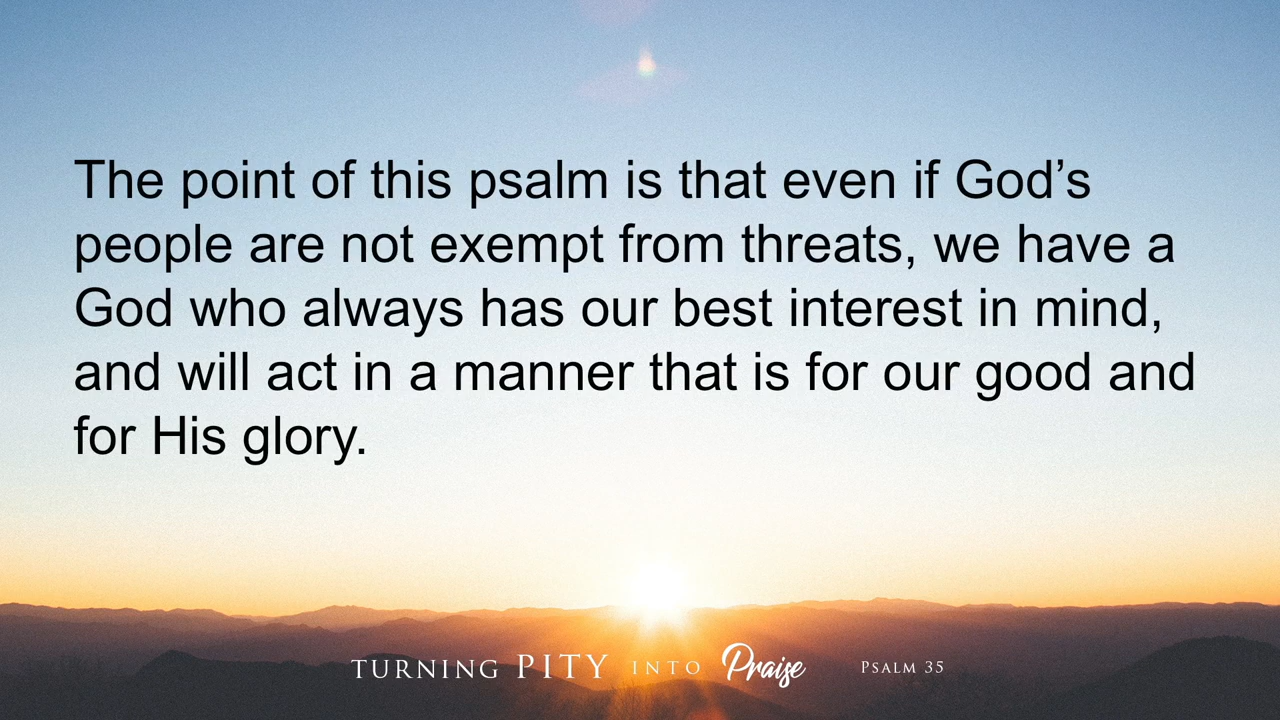 The point of this psalm is that even if God’s
people are not exempt from threats, we have a
God who always has our best interest in mind,
and will act in a manner that is for our good and
for His glory.
TURNING PITY INTO Praise PSALM 35